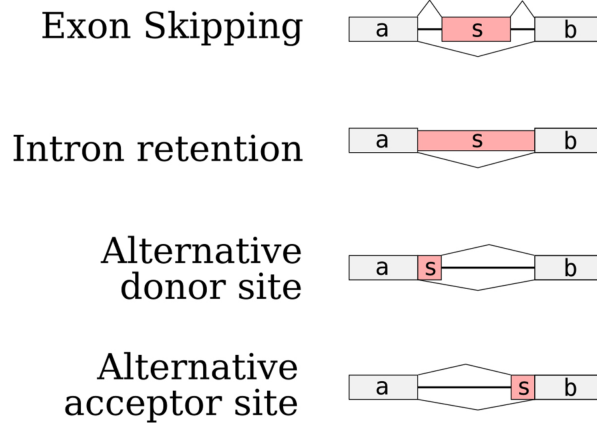 Exon Skipping a s b
Intron retention a s b
Alternative
donor site a s b
Alternative
acceptor site a s b